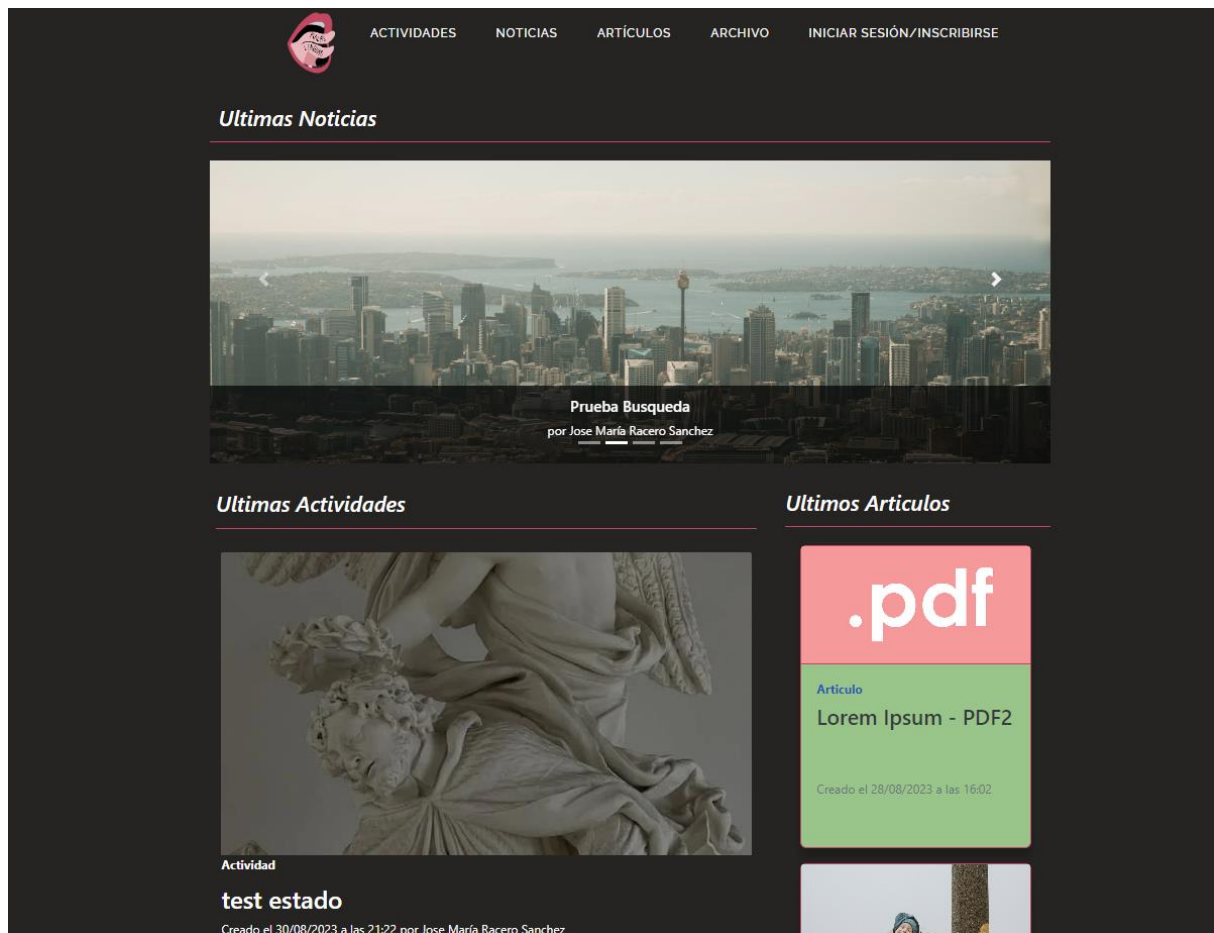 ACTIVIDADES NOTICIAS ARTÍCULOS ARCHIVO INICIAR SESIÓN/INSCRIBIRSE
Ultimas Noticias
Prueba Busqueda
por Jose María Racero Sanchez
Ultimas Actividades
Actividad
test estado
Creado el 30/08/2023 a las 21:22 por Jose María Racero Sanchez
Ultimos Articulos
.pdf
Articulo
Lorem Ipsum - PDF2
Creado el 28/08/2023 a las 16:02